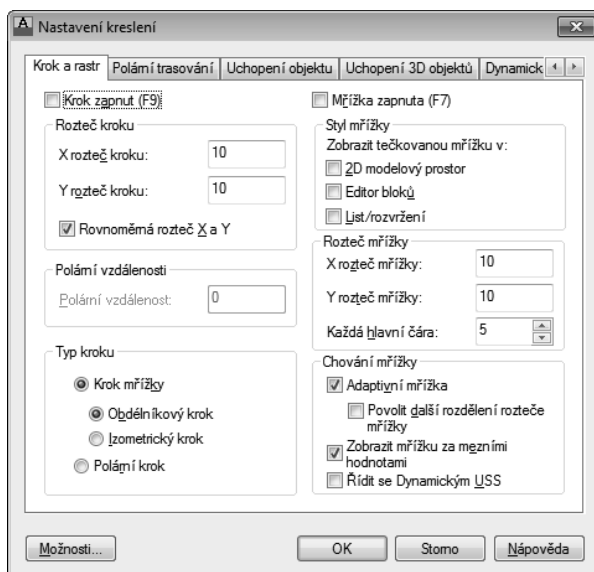 Nastavení kreslení
Krok a rastr
Polární trasování
Uchopení objektu
Uchopení 3D objektů
Dynamick
Krok zapnut (F9)
Rozteč kroku
X rozteč kroku:
10
Y rozteč kroku:
10
Rovnoměrná rozteč X a Y
Polární vzdálenosti
Polární vzdálenost:
0
Typ kroku
Krok mřížky
Obdélníkový krok
Izometrický krok
Polární krok
Mřížka zapnuta (F7)
Styl mřížky
Zobrazit tečkovanou mřížku v:
2D modelový prostor
Editor bloků
List/rozvržení
Rozteč mřížky
X rozteč mřížky:
10
Y rozteč mřížky:
10
Každá hlavní čára:
5
Chování mřížky
Adaptivní mřížka
Povolit další rozdělení rozteče
mřížky
Zobrazit mřížku za mezními
hodnotami
Řídit se Dynamickým USS
Možnosti...
OK
Storno
Nápověda